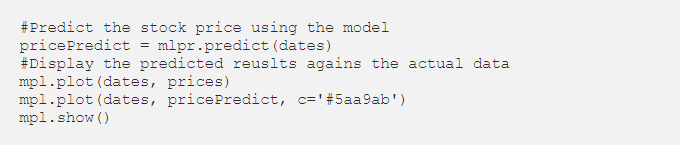 #Predict the stock price using the model
pricePredict = mlpr.predict(dates)
#Display the predicted reuslts agains the actual data
mpl.plot(dates, prices)
mpl.plot(dates, pricePredict, c='#5aa9ab')
mpl.show()